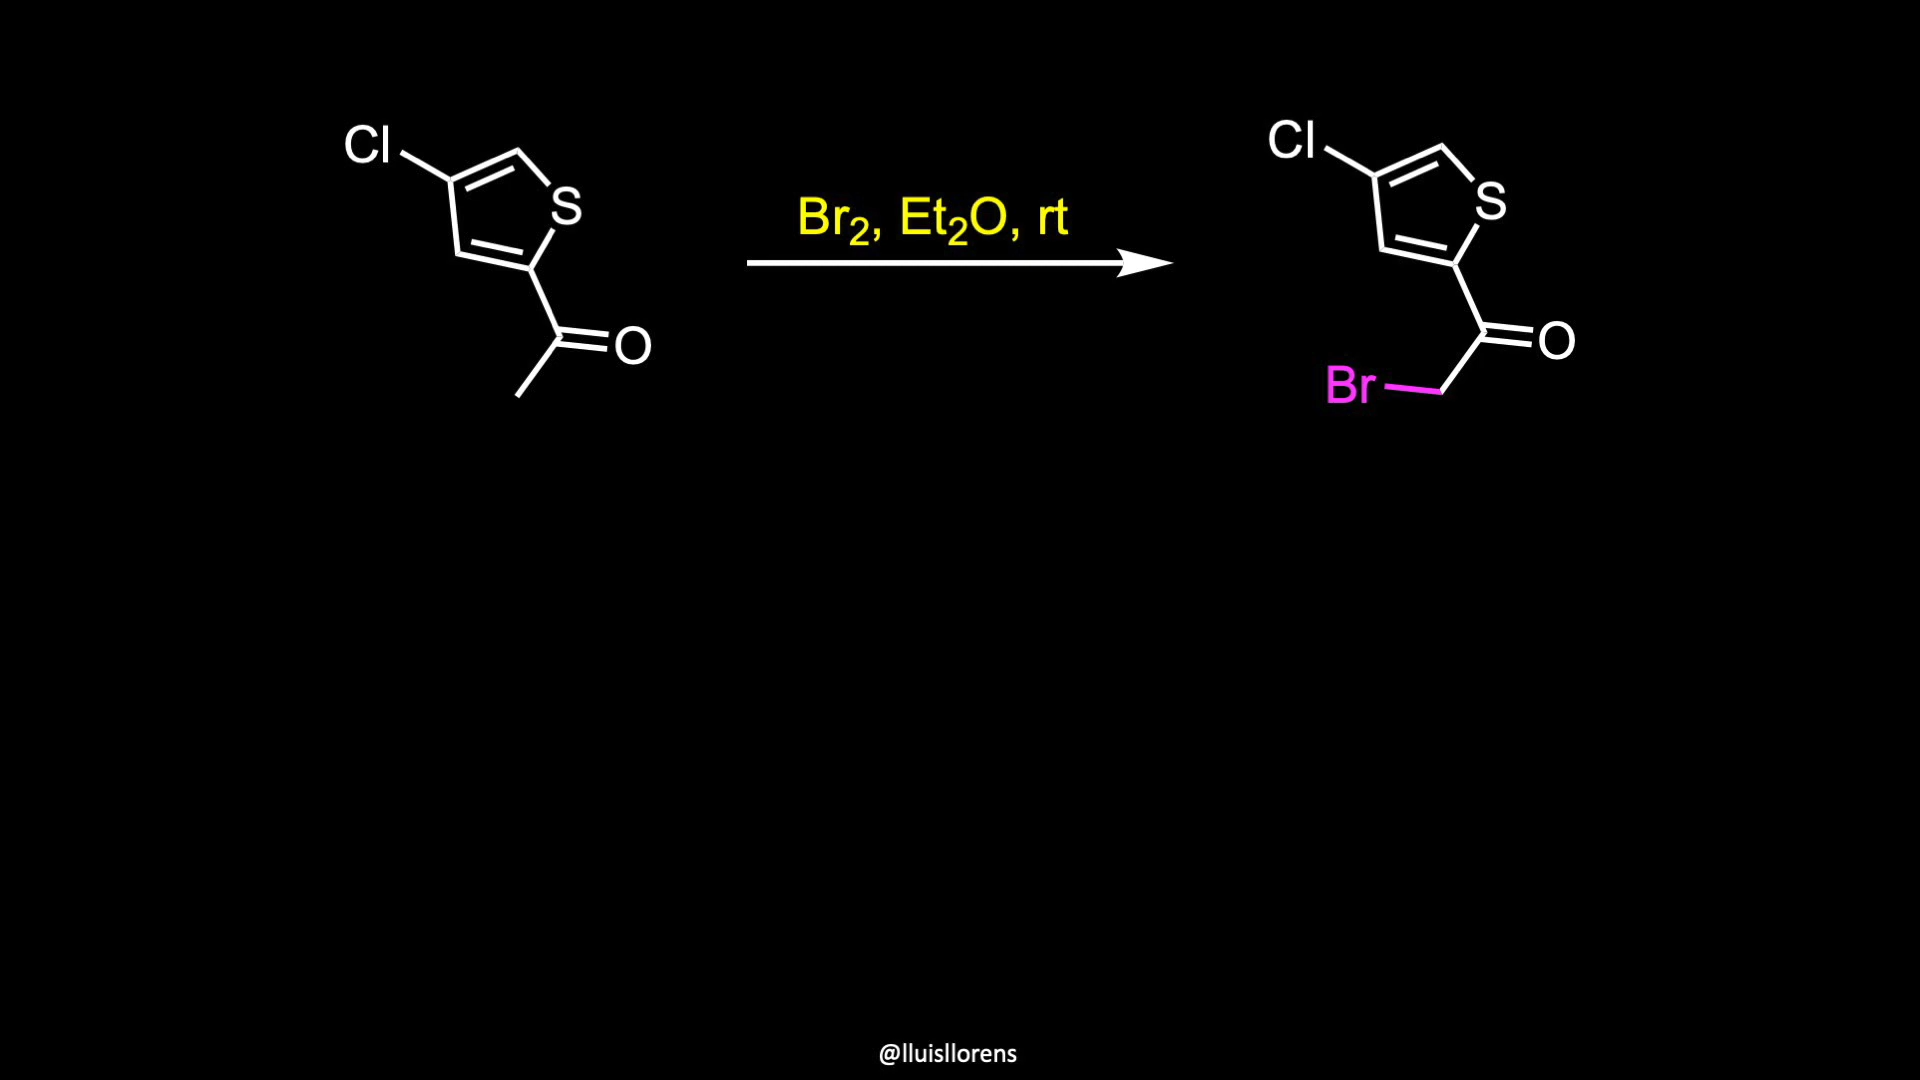 Cl
S
O
Br₂, Et₂O, rt
Cl
S
O
Br
@lluisllorens